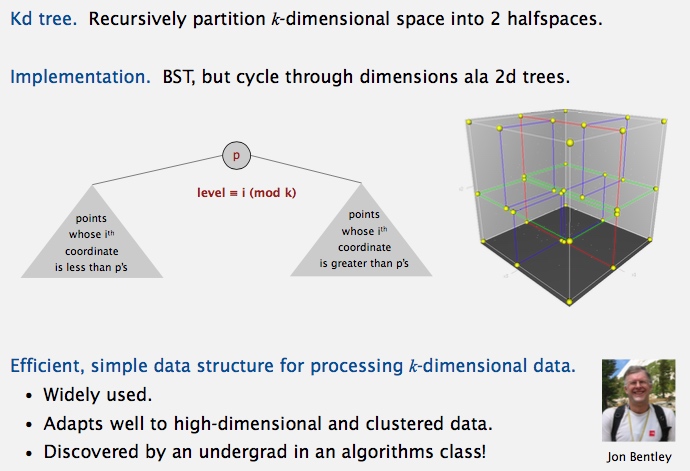 Kd tree. Recursively partition k-dimensional space into 2 halfspaces.
Implementation. BST, but cycle through dimensions ala 2d trees.
p
level ≡ i (mod k)
points
whose iᵗʰ
coordinate
is less than p's
points
whose iᵗʰ
coordinate
is greater than p's
Efficient, simple data structure for processing k-dimensional data.
• Widely used.
• Adapts well to high-dimensional and clustered data.
• Discovered by an undergrad in an algorithms class!
Jon Bentley